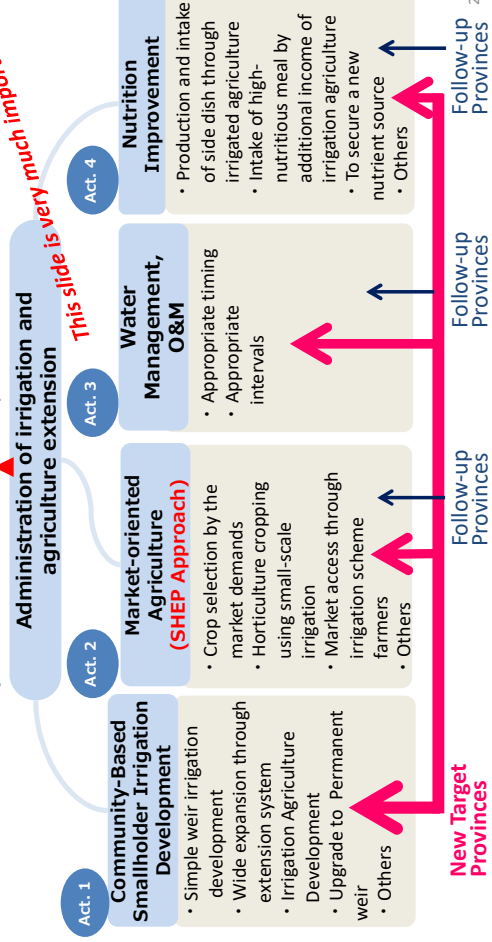 This slide is very much
Administration of irrigation and
agriculture extension
Act. 1
Community-Based
Smallholder Irrigation
Development
• Simple weir irrigation
development
• Wide expansion through
extension system
• Irrigation Agriculture
Development
• Upgrade to Permanent
weir
• Others
Act. 2
Market-oriented
Agriculture
(SHEP Approach)
• Crop selection by the
market demands
• Horticulture cropping
using small-scale
irrigation
• Market access through
irrigation scheme
farmers
• Others
Act. 3
Water
Management,
O&M
• Appropriate timing
• Appropriate
intervals
Act. 4
Nutrition
Improvement
• Production and intake
of side dish through
irrigated agriculture
• Intake of high-
nutritious meal by
additional income of
irrigation agriculture
• To secure a new
nutrient source
• Others
New Target
Provinces
Follow-up
Provinces
Follow-up
Provinces
Follow-up
Provinces